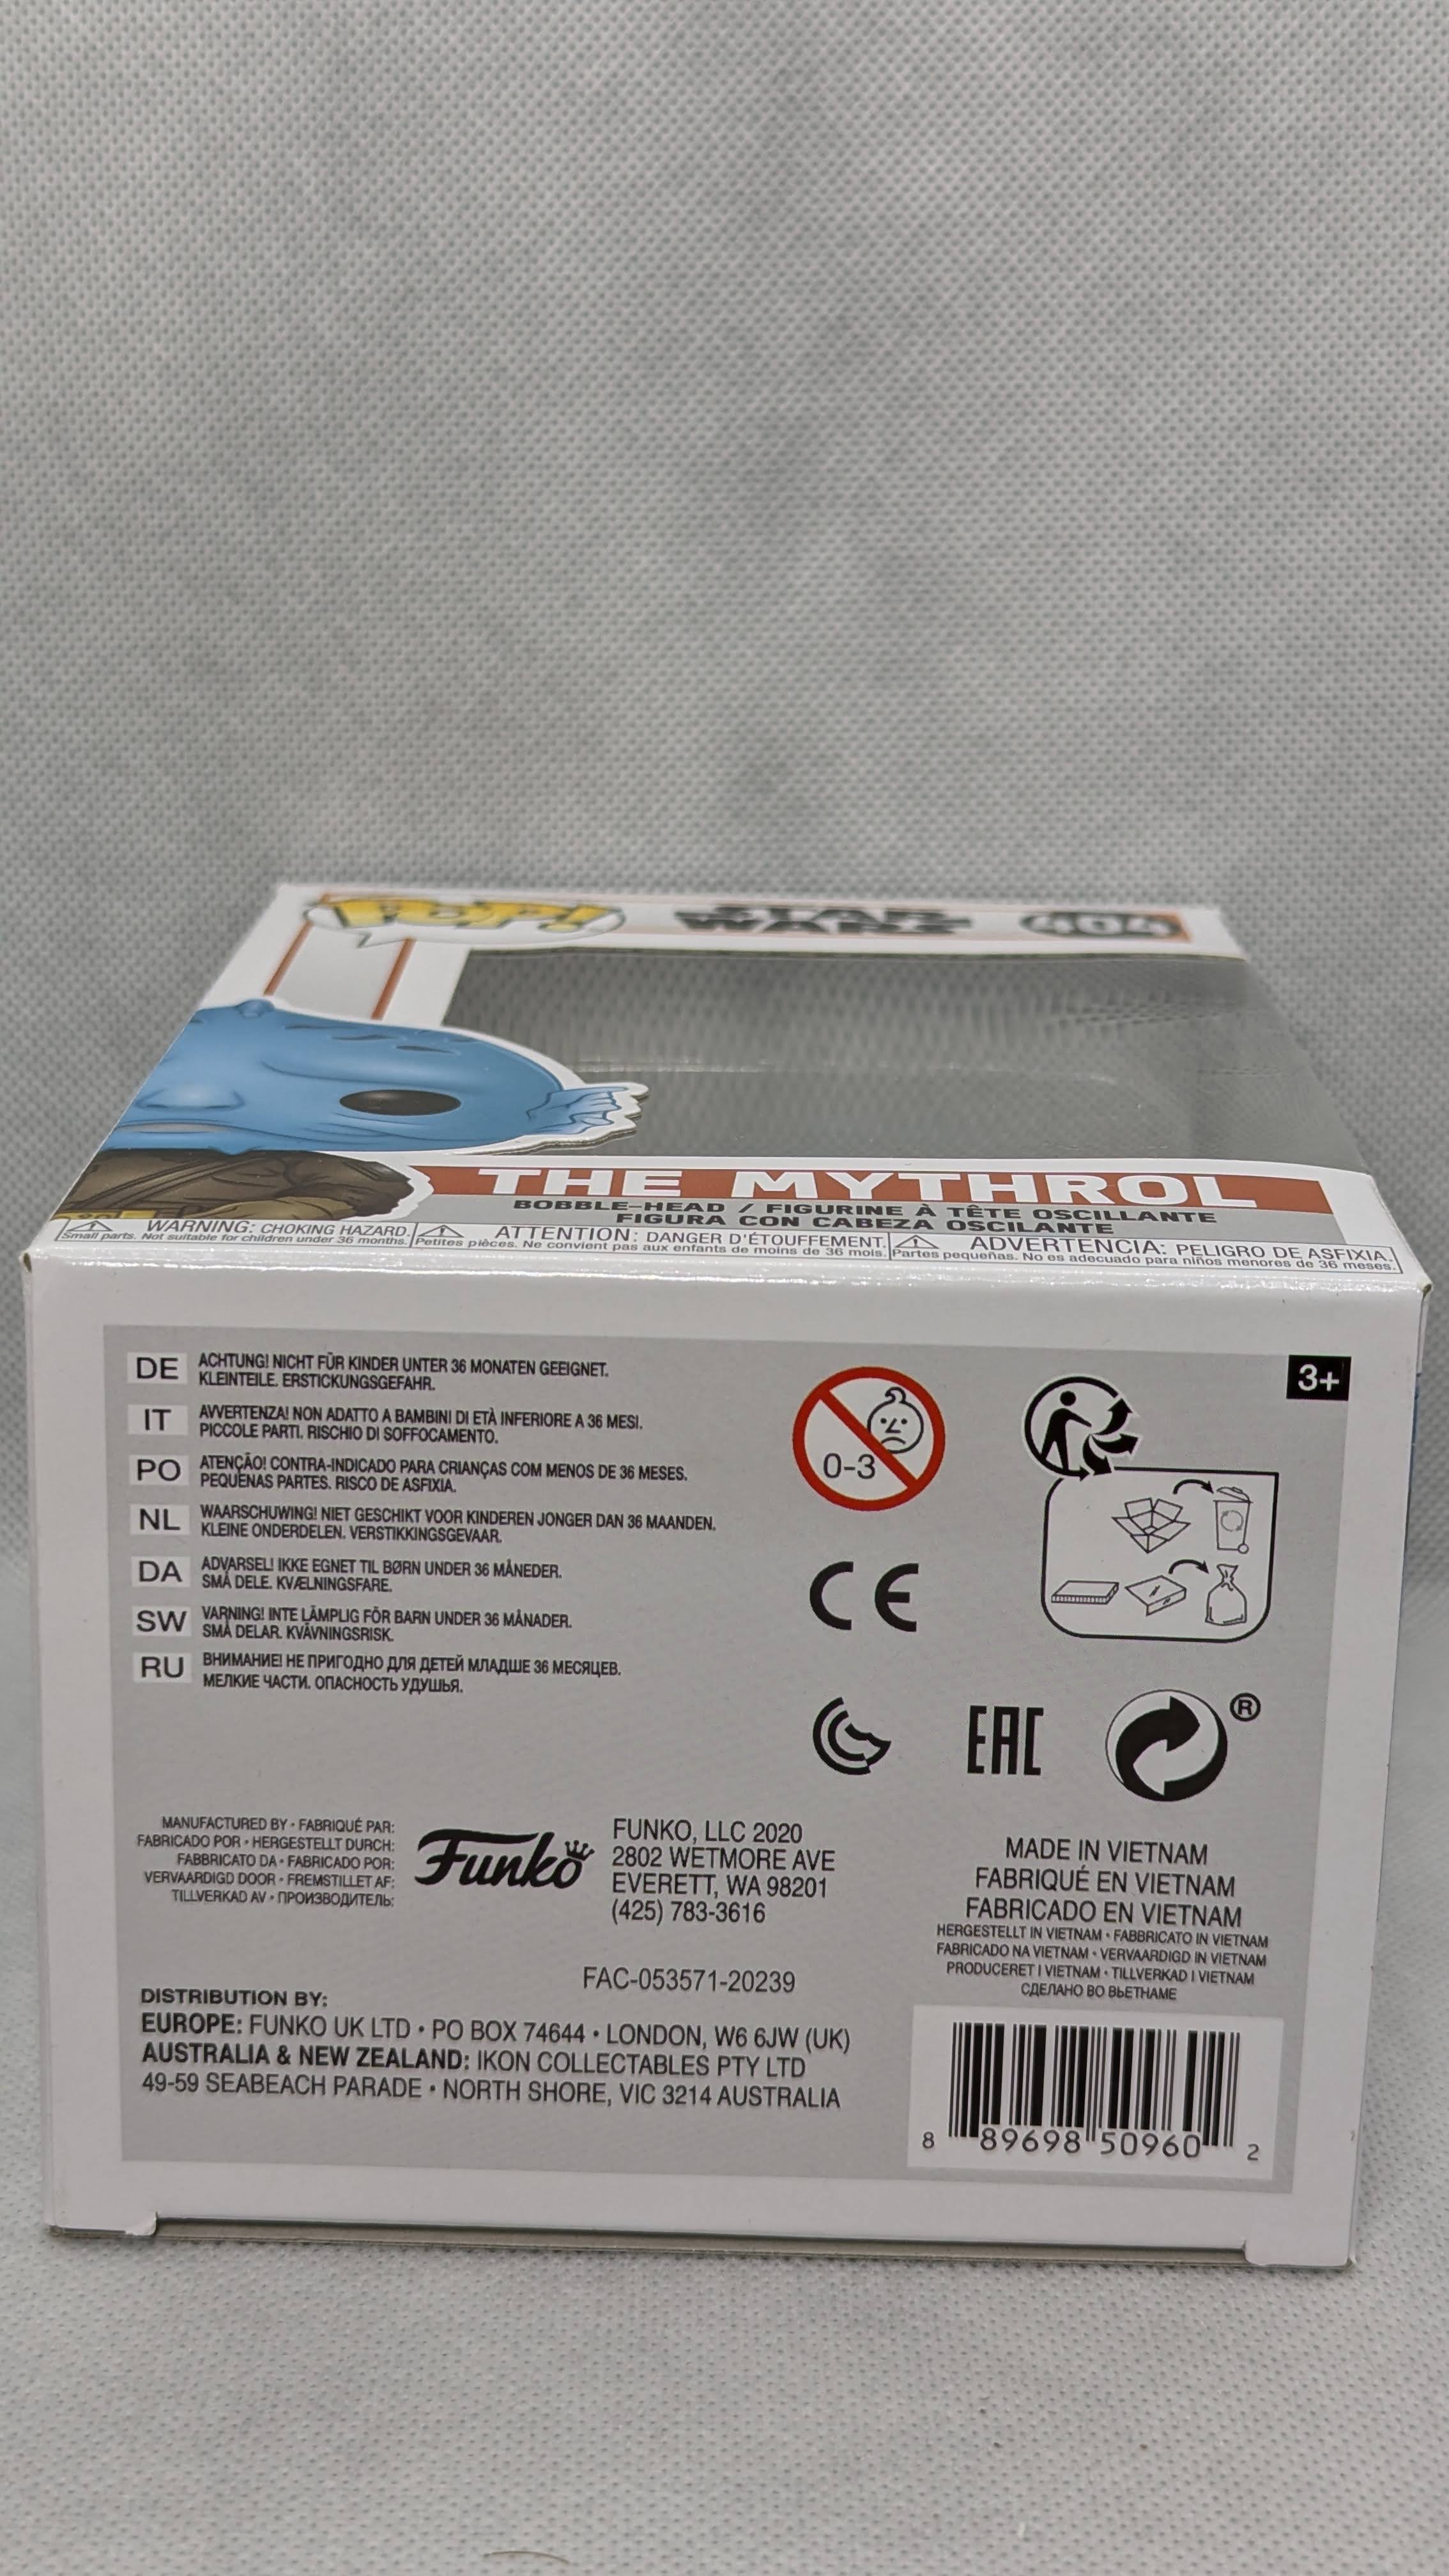 POP!
STAR
WARS
404
THE MYTHROL
BOBBLE-HEAD / FIGURINE À TÊTE OSCILLANTE
FIGURA CON CABEZA OSCILANTE
WARNING: CHOKING HAZARD.
Small parts. Not suitable for children under 36 months.
ATTENTION: DANGER D'ÉTOUFFEMENT.
Petites pièces. Ne convient pas aux enfants de moins de 36 mois.
ADVERTENCIA: PELIGRO DE ASFIXIA.
Partes pequeñas. No es adecuado para niños menores de 36 meses.
DE ACHTUNG! NICHT FÜR KINDER UNTER 36 MONATEN GEEIGNET.
KLEINTEILE. ERSTICKUNGSGEFAHR.
IT AVVERTENZA! NON ADATTO A BAMBINI DI ETÀ INFERIORE A 36 MESI.
PICCOLE PARTI. RISCHIO DI SOFFOCAMENTO.
PO ATENÇÃO! CONTRA-INDICADO PARA CRIANÇAS COM MENOS DE 36 MESES.
PEQUENAS PARTES. RISCO DE ASFIXIA.
NL WAARSCHUWING! NIET GESCHIKT VOOR KINDEREN JONGER DAN 36 MAANDEN.
KLEINE ONDERDELEN. VERSTIKKINGSGEVAAR.
DA ADVARSEL! IKKE EGNET TIL BØRN UNDER 36 MÅNEDER.
SMÅ DELE. KVÆLNINGSFARE.
SW VARNING! INTE LÄMPLIG FÖR BARN UNDER 36 MÅNADER.
SMÅ DELAR. KVÄVNINGSRISK.
RU ВНИМАНИЕ! НЕ ПРИГОДНО ДЛЯ ДЕТЕЙ МЛАДШЕ 36 МЕСЯЦЕВ.
МЕЛКИЕ ЧАСТИ. ОПАСНОСТЬ УДУШЬЯ.
0-3
3+
CE
EAC
®
MANUFACTURED BY • FABRIQUÉ PAR:
FABRICADO POR • HERGESTELLT DURCH:
FABBRICATO DA • FABRICADO POR:
VERVAARDIGD DOOR • FREMSTILLET AF:
TILLVERKAD AV • ПРОИЗВОДИТЕЛЬ:
Funko
FUNKO, LLC 2020
2802 WETMORE AVE
EVERETT, WA 98201
(425) 783-3616
FAC-053571-20239
MADE IN VIETNAM
FABRIQUÉ EN VIETNAM
FABRICADO EN VIETNAM
HERGESTELLT IN VIETNAM • FABBRICATO IN VIETNAM
FABRICADO NA VIETNAM • VERVAARDIGD IN VIETNAM
PRODUCERET I VIETNAM • TILLVERKAD I VIETNAM
СДЕЛАНО ВО ВЬЕТНАМЕ
DISTRIBUTION BY:
EUROPE: FUNKO UK LTD • PO BOX 74644 • LONDON, W6 6JW (UK)
AUSTRALIA & NEW ZEALAND: IKON COLLECTABLES PTY LTD
49-59 SEABEACH PARADE • NORTH SHORE, VIC 3214 AUSTRALIA
8 89698 50960 2